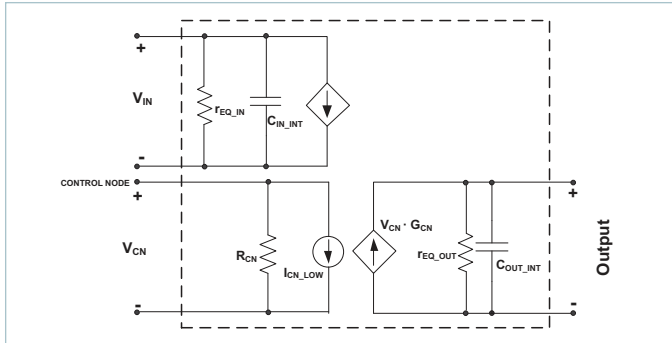 +
V_IN
r_EQ_IN
C_IN_INT
-
CONTROL NODE
+
V_CN
R_CN
I_CN_LOW
-
V_CN · G_CN
r_EQ_OUT
C_OUT_INT
+
Output
-